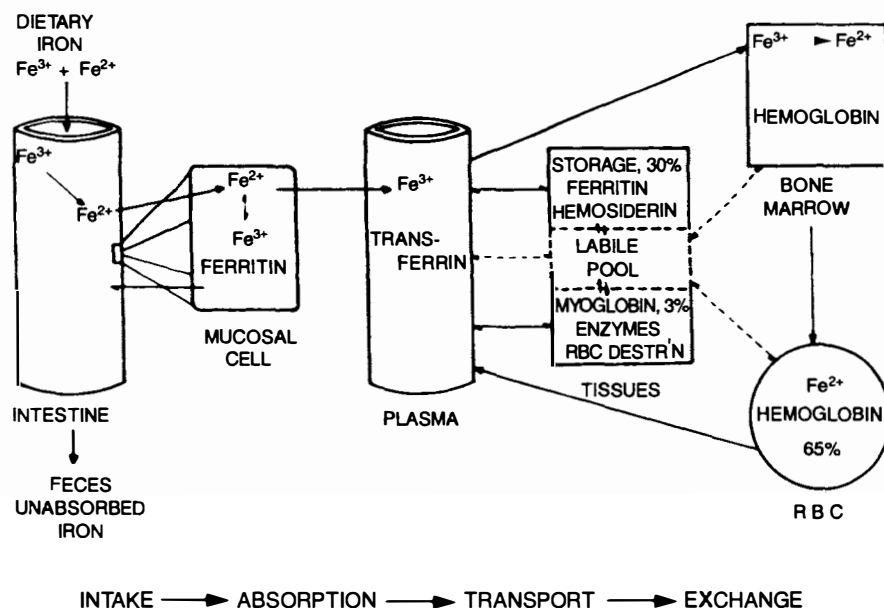 DIETARY
IRON
Fe³⁺ + Fe²⁺
Fe³⁺
Fe²⁺
INTESTINE
FECES
UNABSORBED
IRON
Fe²⁺
Fe³⁺
FERRITIN
MUCOSAL
CELL
Fe³⁺
TRANS-
FERRIN
PLASMA
STORAGE, 30%
FERRITIN
HEMOSIDERIN
LABILE
POOL
MYOGLOBIN, 3%
ENZYMES
RBC DESTR'N
TISSUES
Fe³⁺ ► Fe²⁺
HEMOGLOBIN
BONE
MARROW
Fe²⁺
HEMOGLOBIN
65%
R B C
INTAKE → ABSORPTION → TRANSPORT → EXCHANGE